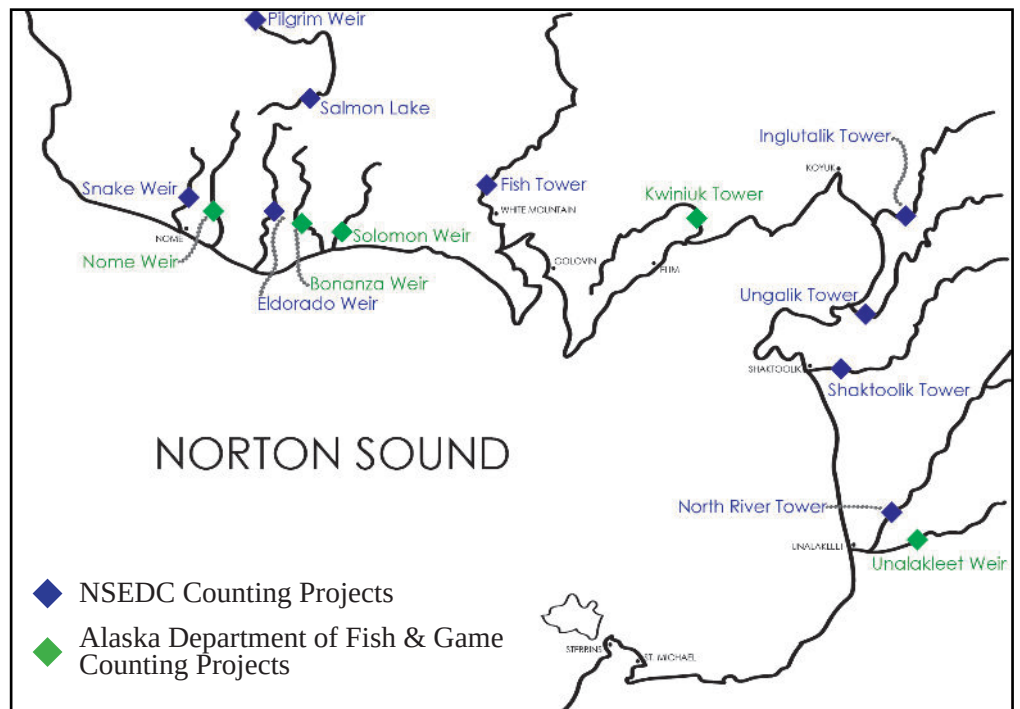 Pilgrim Weir
Salmon Lake
Inglutalik Tower
KOYUK
Snake Weir
Fish Tower
Kwiniuk Tower
WHITE MOUNTAIN
NOME
Solomon Weir
Nome Weir
GOLOVIN
ELIM
Bonanza Weir
Eldorado Weir
Ungalik Tower
SHAKTOOLIK
Shaktoolik Tower
NORTON SOUND
North River Tower
UNALAKLEET
Unalakleet Weir
NSEDC Counting Projects
Alaska Department of Fish & Game
Counting Projects
STEBBINS
ST. MICHAEL